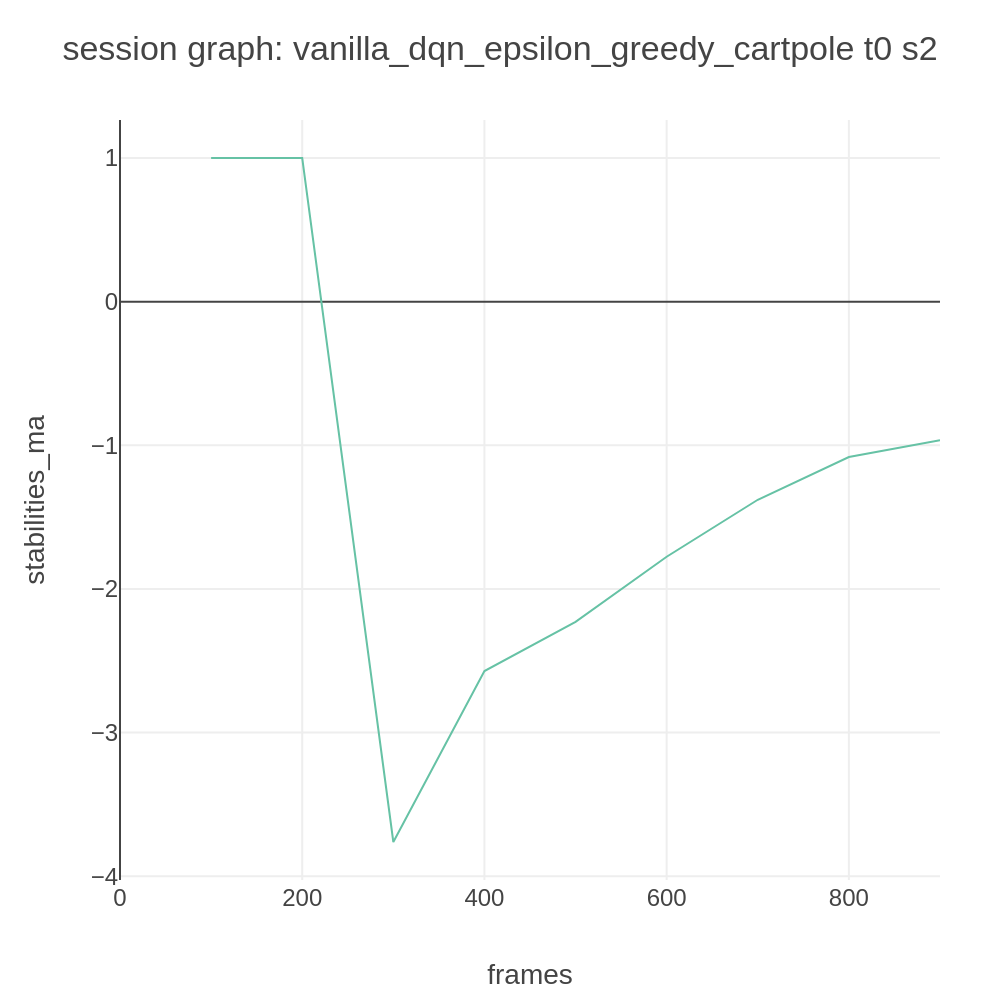 session graph: vanilla_dqn_epsilon_greedy_cartpole t0 s2
stabilities_ma
1
0
−1
−2
−3
−4
0 200 400 600 800
frames